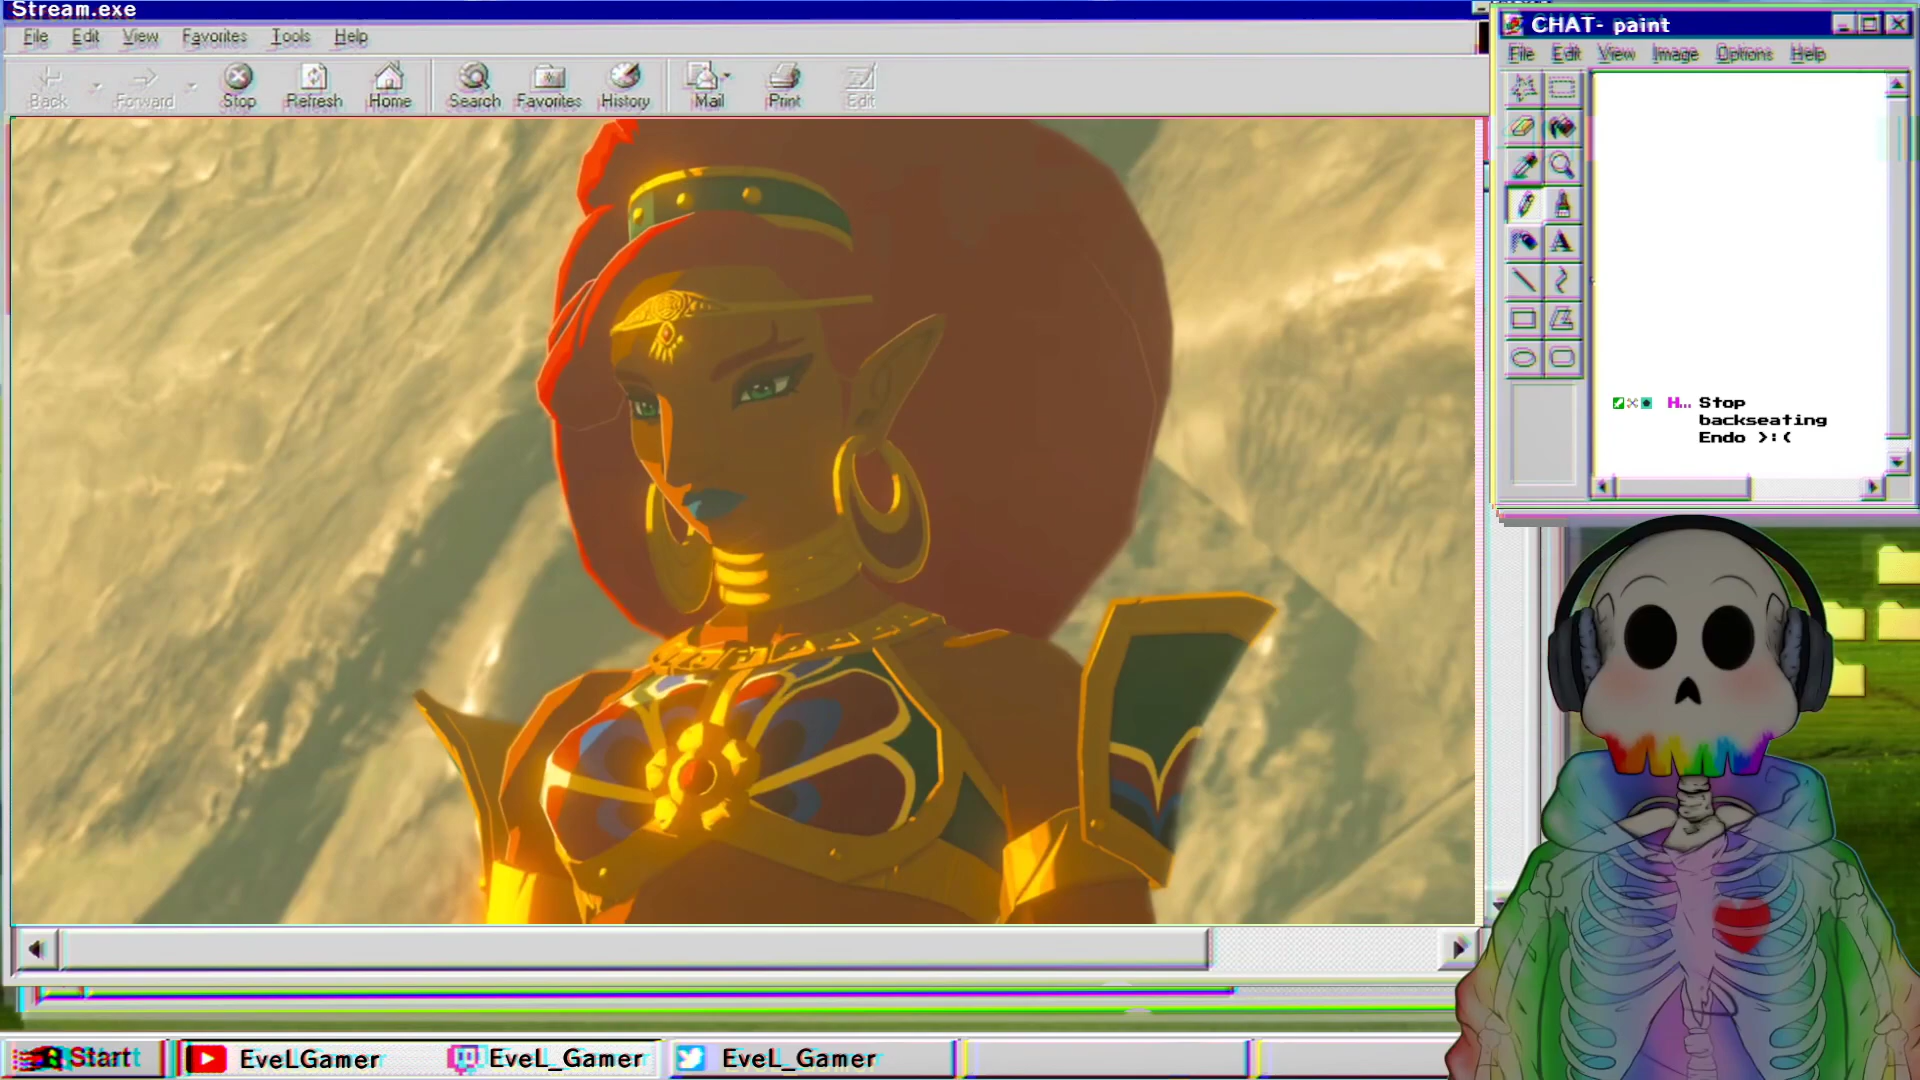 Stream.exe
File Edit View Favorites Tools Help
Back Forward Stop Refresh Home Search Favorites History Mail Print Edit
CHAT- paint
File Edit View Image Options Help
A
H... Stop
backseating
Endo >:(
Start EveLGamer EveL_Gamer EveL_Gamer